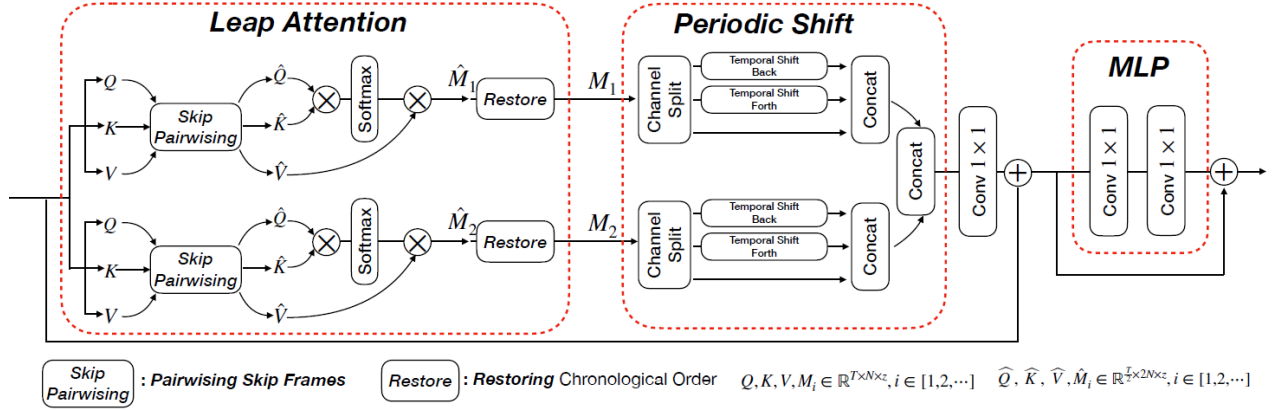 Leap Attention
Periodic Shift
MLP
Q
K
V
Skip
Pairwising
Q̂
K̂
V̂
Softmax
M̂₁
Restore
M₁
Channel
Split
Temporal Shift
Back
Temporal Shift
Forth
Concat
Q
K
V
Skip
Pairwising
Q̂
K̂
V̂
Softmax
M̂₂
Restore
M₂
Channel
Split
Temporal Shift
Back
Temporal Shift
Forth
Concat
Concat
Conv 1 × 1
Conv 1 × 1
Conv 1 × 1
Skip
Pairwising
: Pairwising Skip Frames
Restore
: Restoring Chronological Order
Q, K, V, Mᵢ ∈ ℝ^{T×N×z}, i ∈ [1,2,⋯]
Q̂, K̂, V̂, M̂ᵢ ∈ ℝ^{T/2×2N×z}, i ∈ [1,2,⋯]